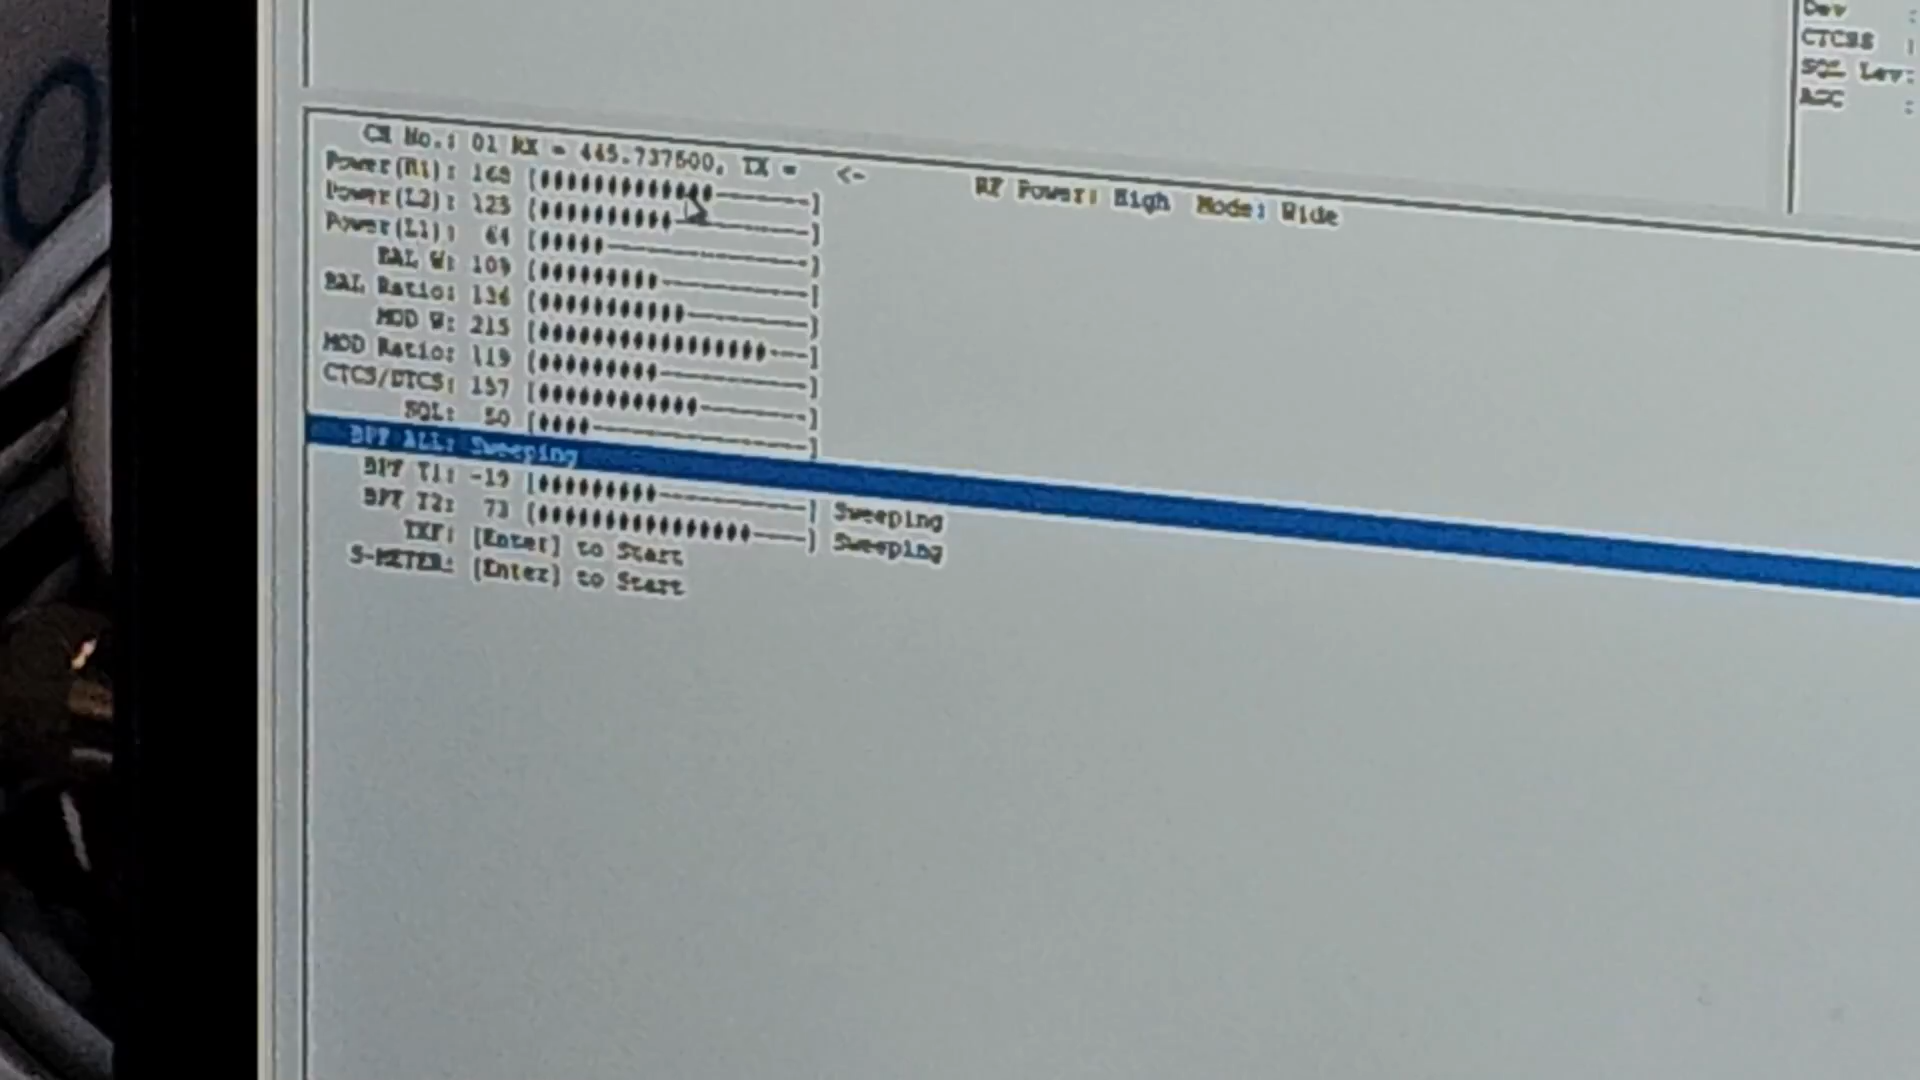 Dev :
CTCSS :
SQL Lev:
AGC :
CH No.: 01 RX = 445.737500, TX = <- RF Power: High Mode: Wide
Power(Hi): 168 [ ]
Power(L2): 123 [ ]
Power(L1): 64 [ ]
BAL W: 109 [ ]
BAL Ratio: 136 [ ]
MOD W: 215 [ ]
MOD Ratio: 119 [ ]
CTCS/DTCS: 157 [ ]
SQL: 50 [ ]
BPF ALL: Sweeping
BPF T1: -19 [ ] Sweeping
BPF T2: 73 [ ] Sweeping
TXF: [Enter] to Start
S-METER: [Enter] to Start